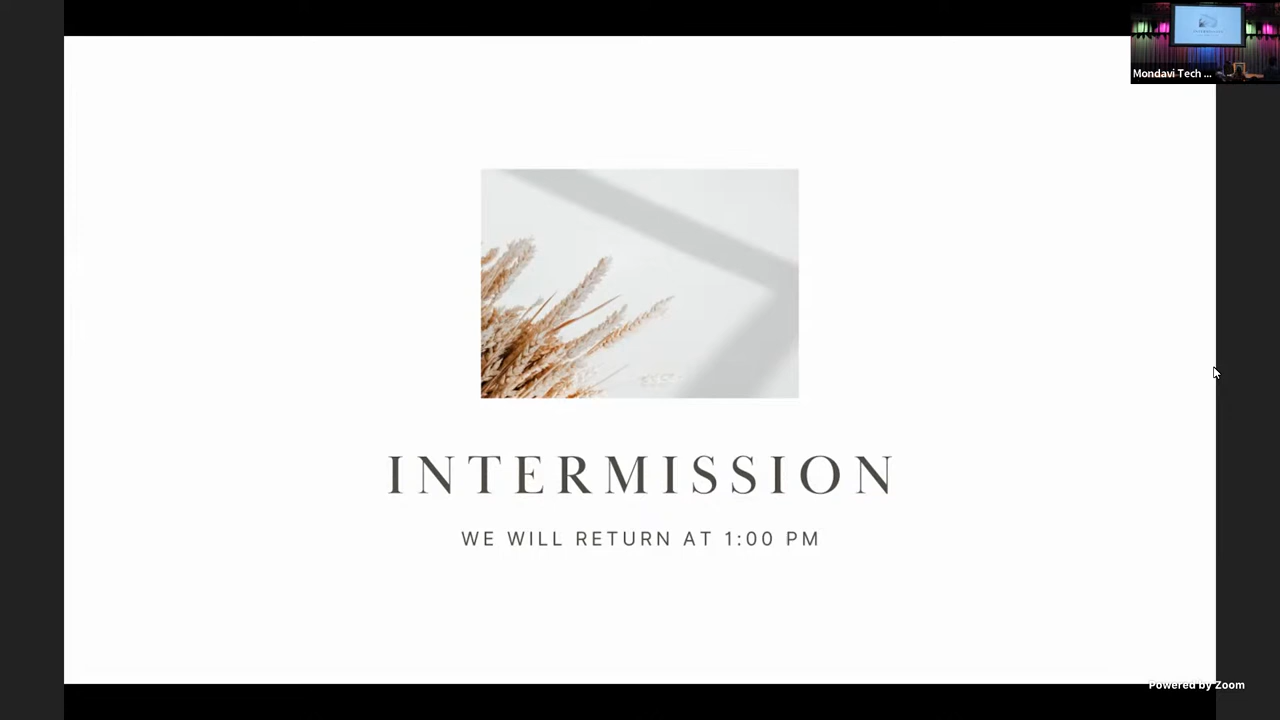 Mondavi Tech ...
INTERMISSION
WE WILL RETURN AT 1:00 PM
Powered by Zoom